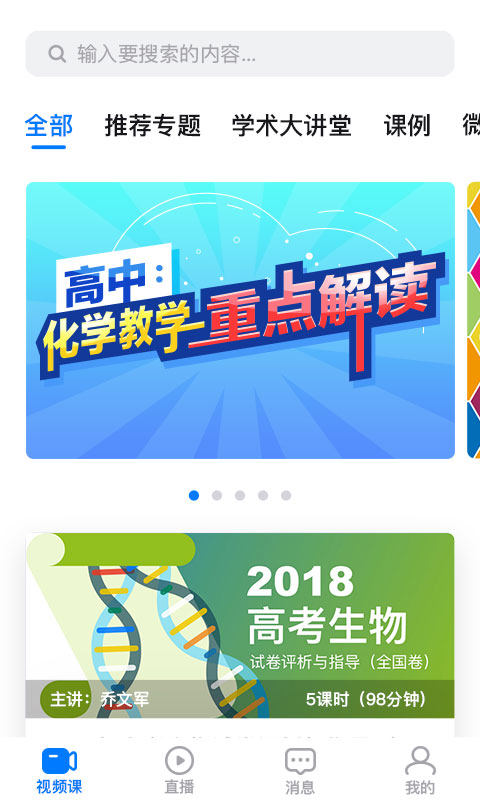 输入要搜索的内容...
全部 推荐专题 学术大讲堂 课例
高中：
化学教学—重点解读
2018
高考生物
试卷评析与指导（全国卷）
主讲：乔文军 5课时（98分钟）
视频课 直播 消息 我的